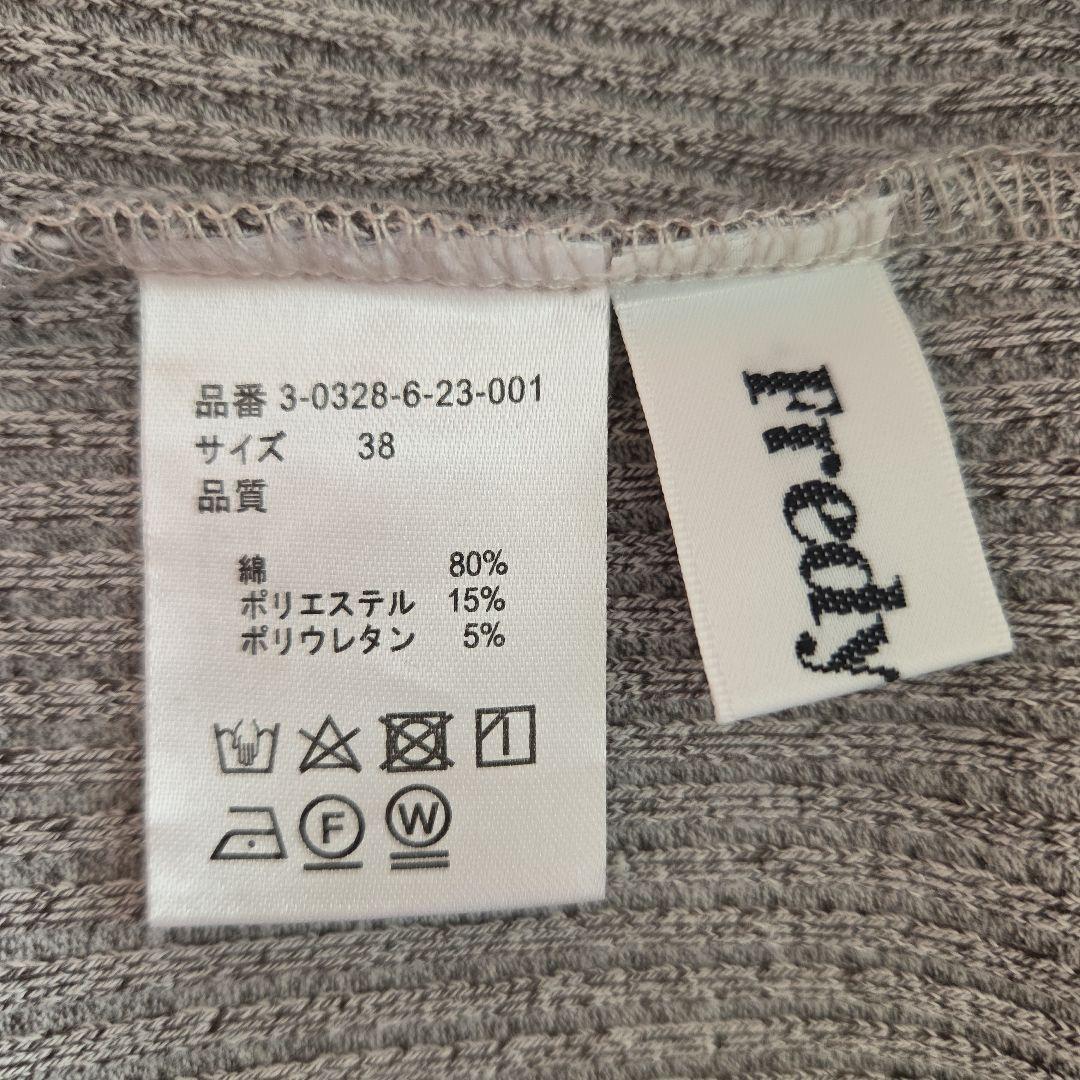 品番 3-0328-6-23-001
サイズ 38
品質
綿 80%
ポリエステル 15%
ポリウレタン 5%
F W
Fredy